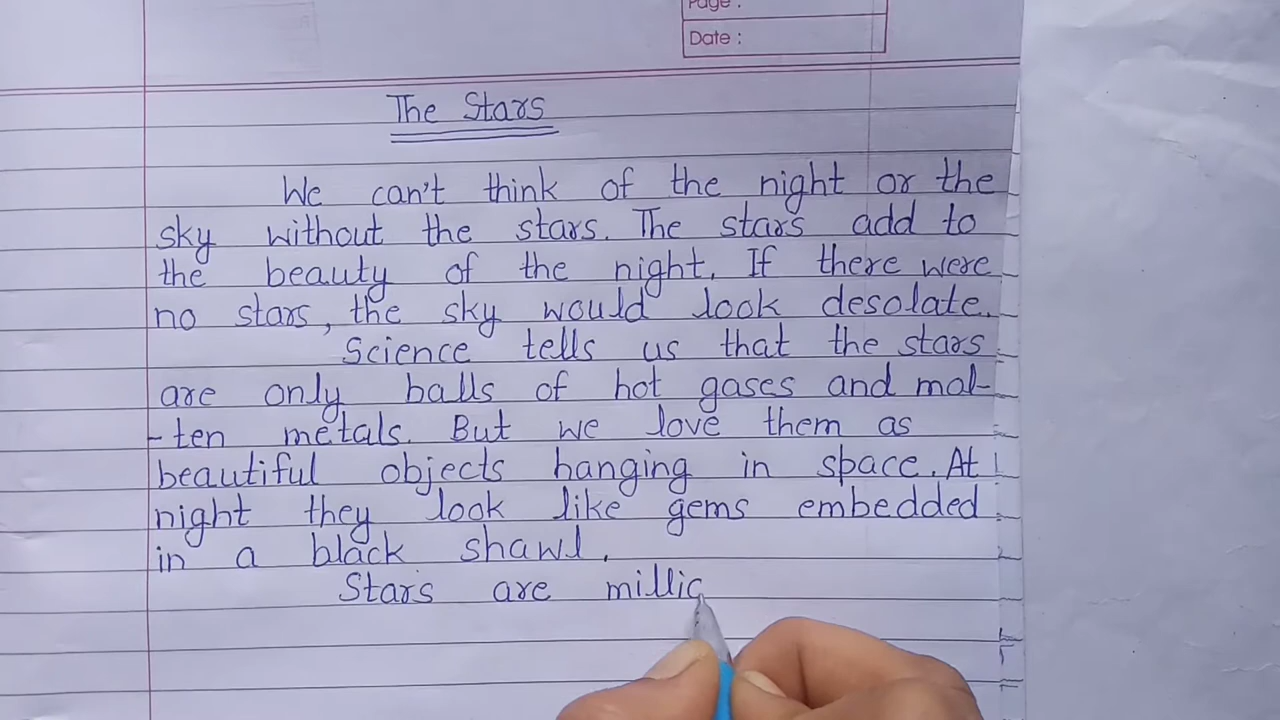 Page :
Date :
The Stars
We can't think of the night or the
sky without the stars. The stars add to
the beauty of the night. If there were
no stars, the sky would look desolate.
Science tells us that the stars
are only balls of hot gases and mol-
-ten metals. But we love them as
beautiful objects hanging in space. At
night they look like gems embedded
in a black shawl.
Stars are millio